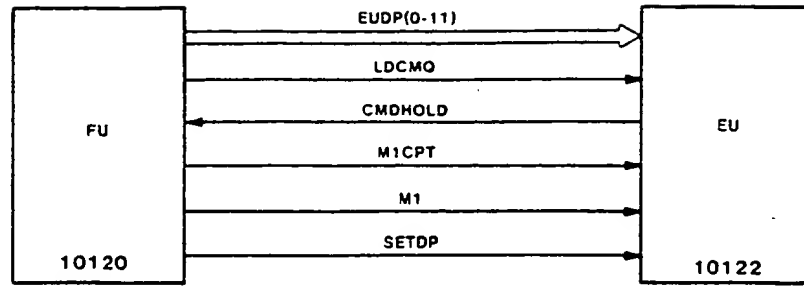 EUDP(0-11)
LDCMQ
CMDHOLD
FU
EU
M1CPT
M1
SETDP
10120
10122